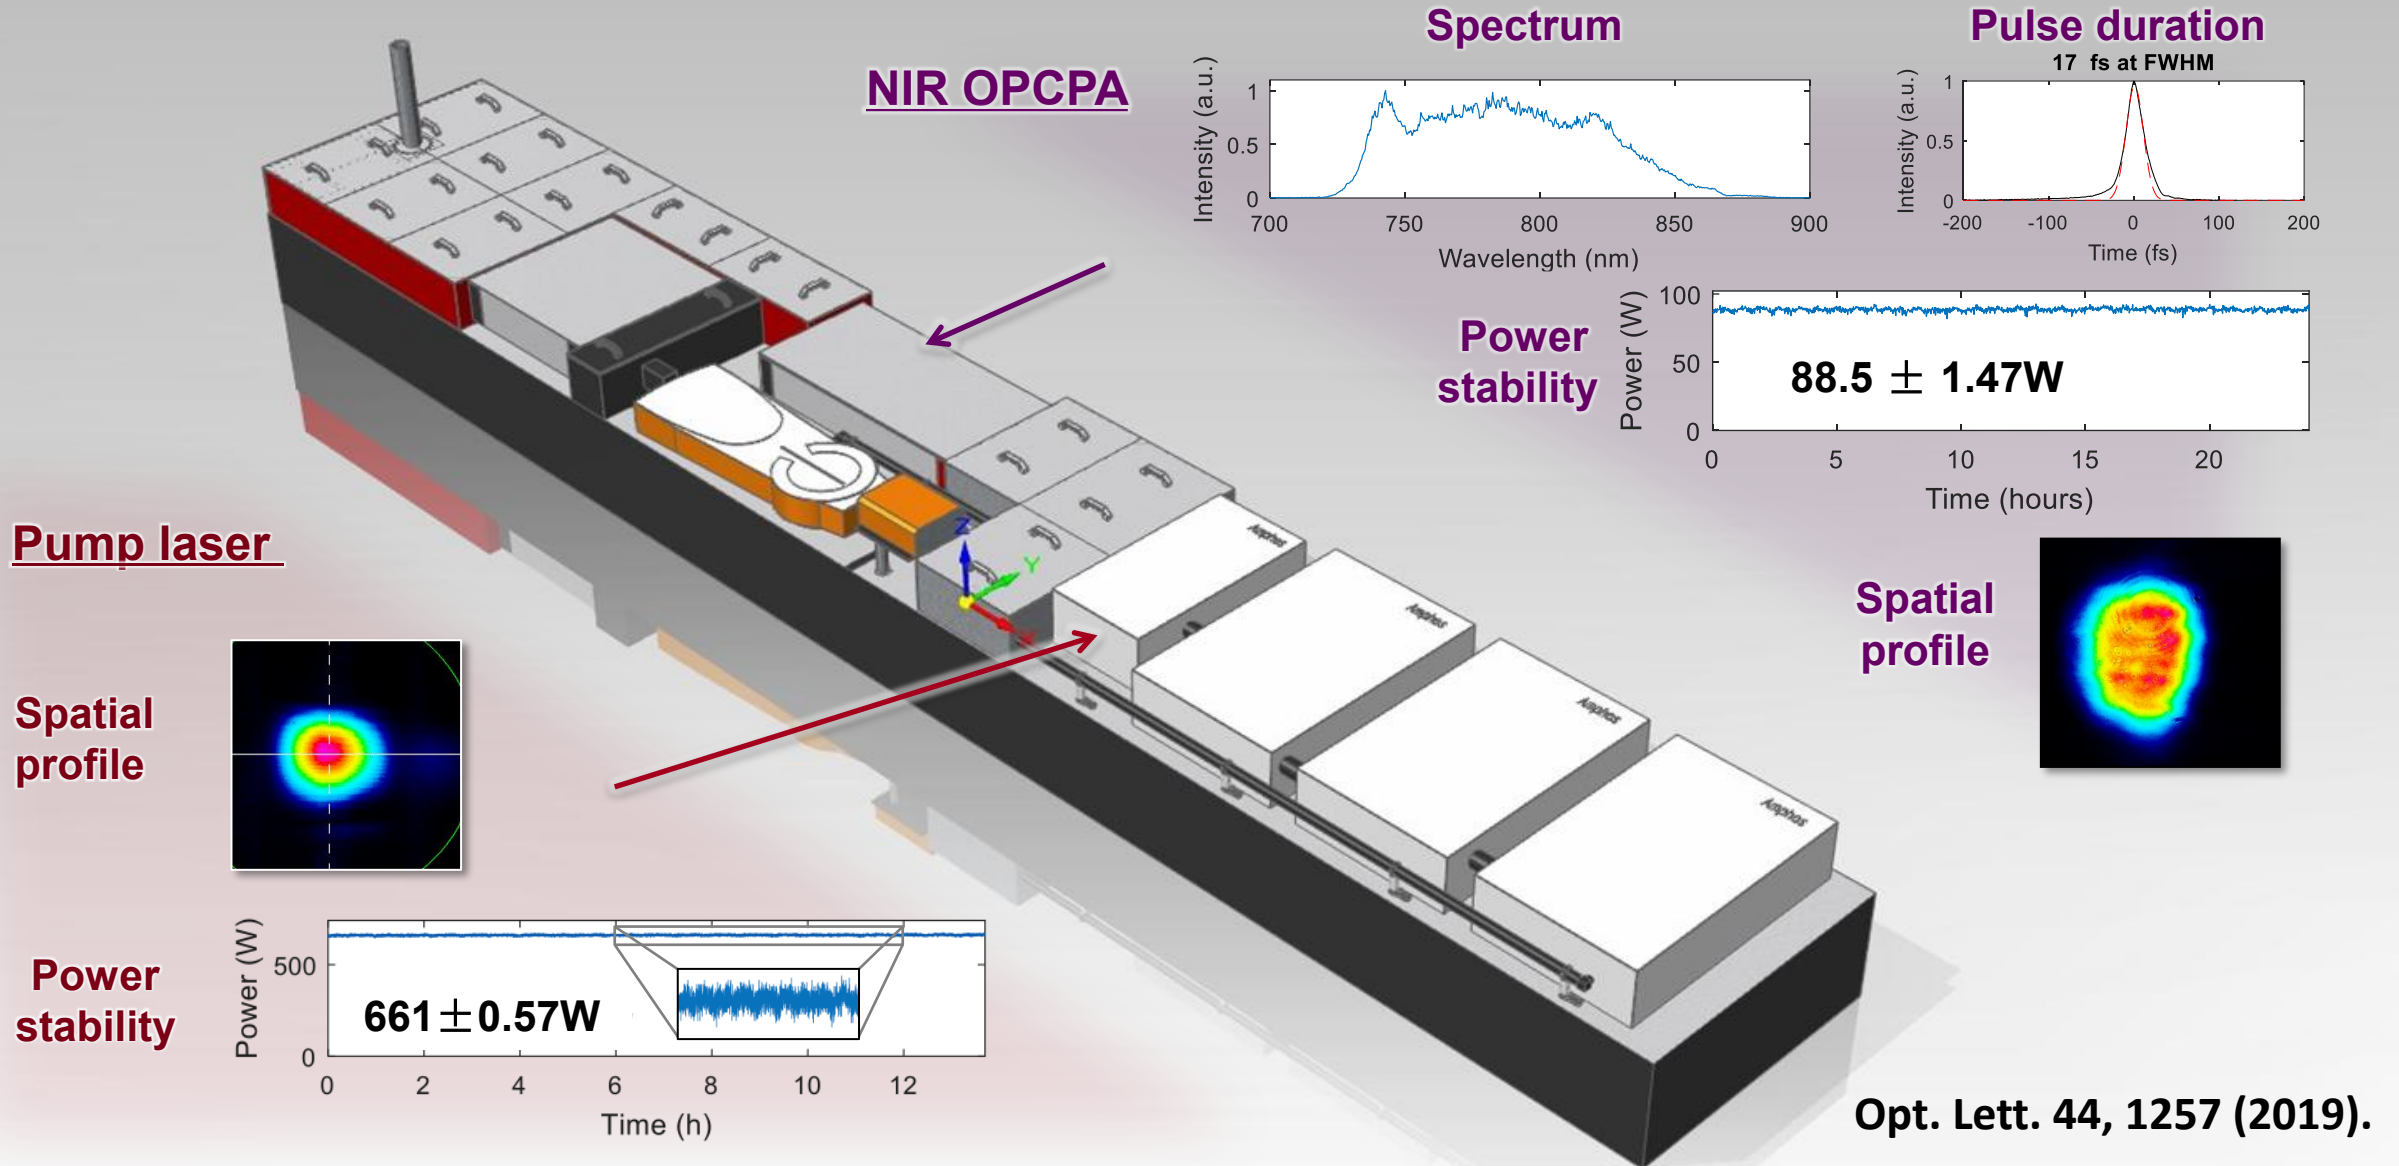 Spectrum
Pulse duration
17 fs at FWHM
NIR OPCPA
Intensity (a.u.)
1
0.5
0
700 750 800 850 900
Wavelength (nm)
Intensity (a.u.)
1
0.5
0
-200 -100 0 100 200
Time (fs)
Power
stability
Power (W)
100
50
0
88.5 ± 1.47W
0 5 10 15 20
Time (hours)
Spatial
profile
Pump laser
Spatial
profile
Power
stability
Power (W)
500
0
661±0.57W
0 2 4 6 8 10 12
Time (h)
Z
Y
X
Amphos
Amphos
Amphos
Amphos
Opt. Lett. 44, 1257 (2019).